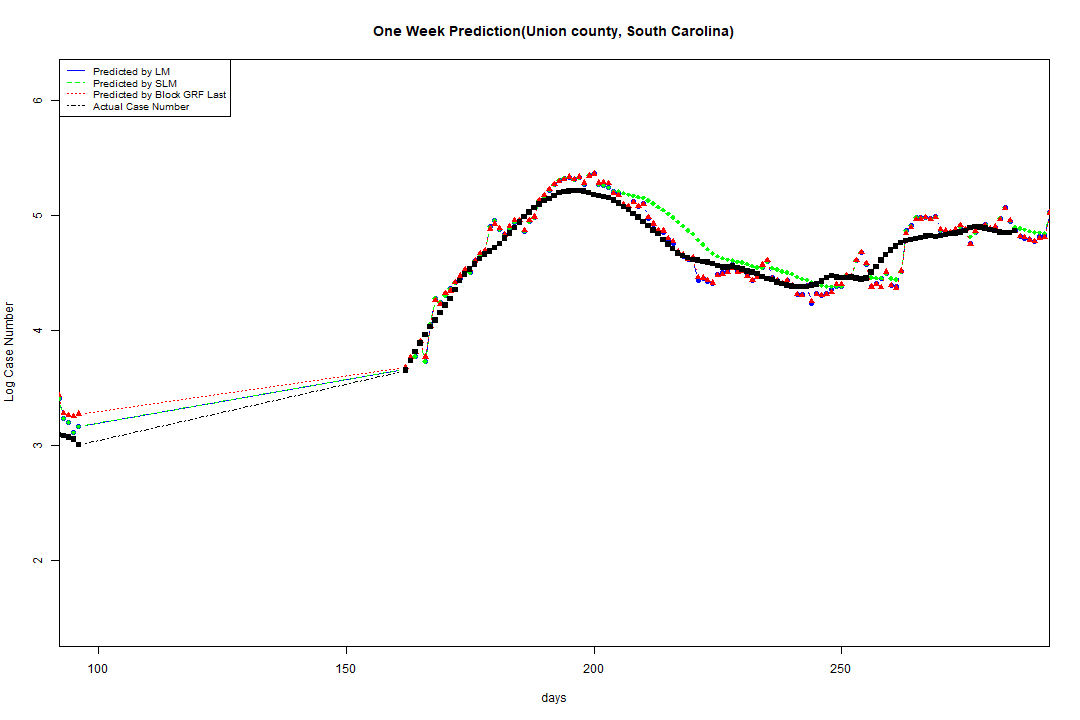 One Week Prediction(Union county, South Carolina)
Predicted by LM
Predicted by SLM
Predicted by Block GRF Last
Actual Case Number
6
5
4
3
2
Log Case Number
100
150
200
250
days